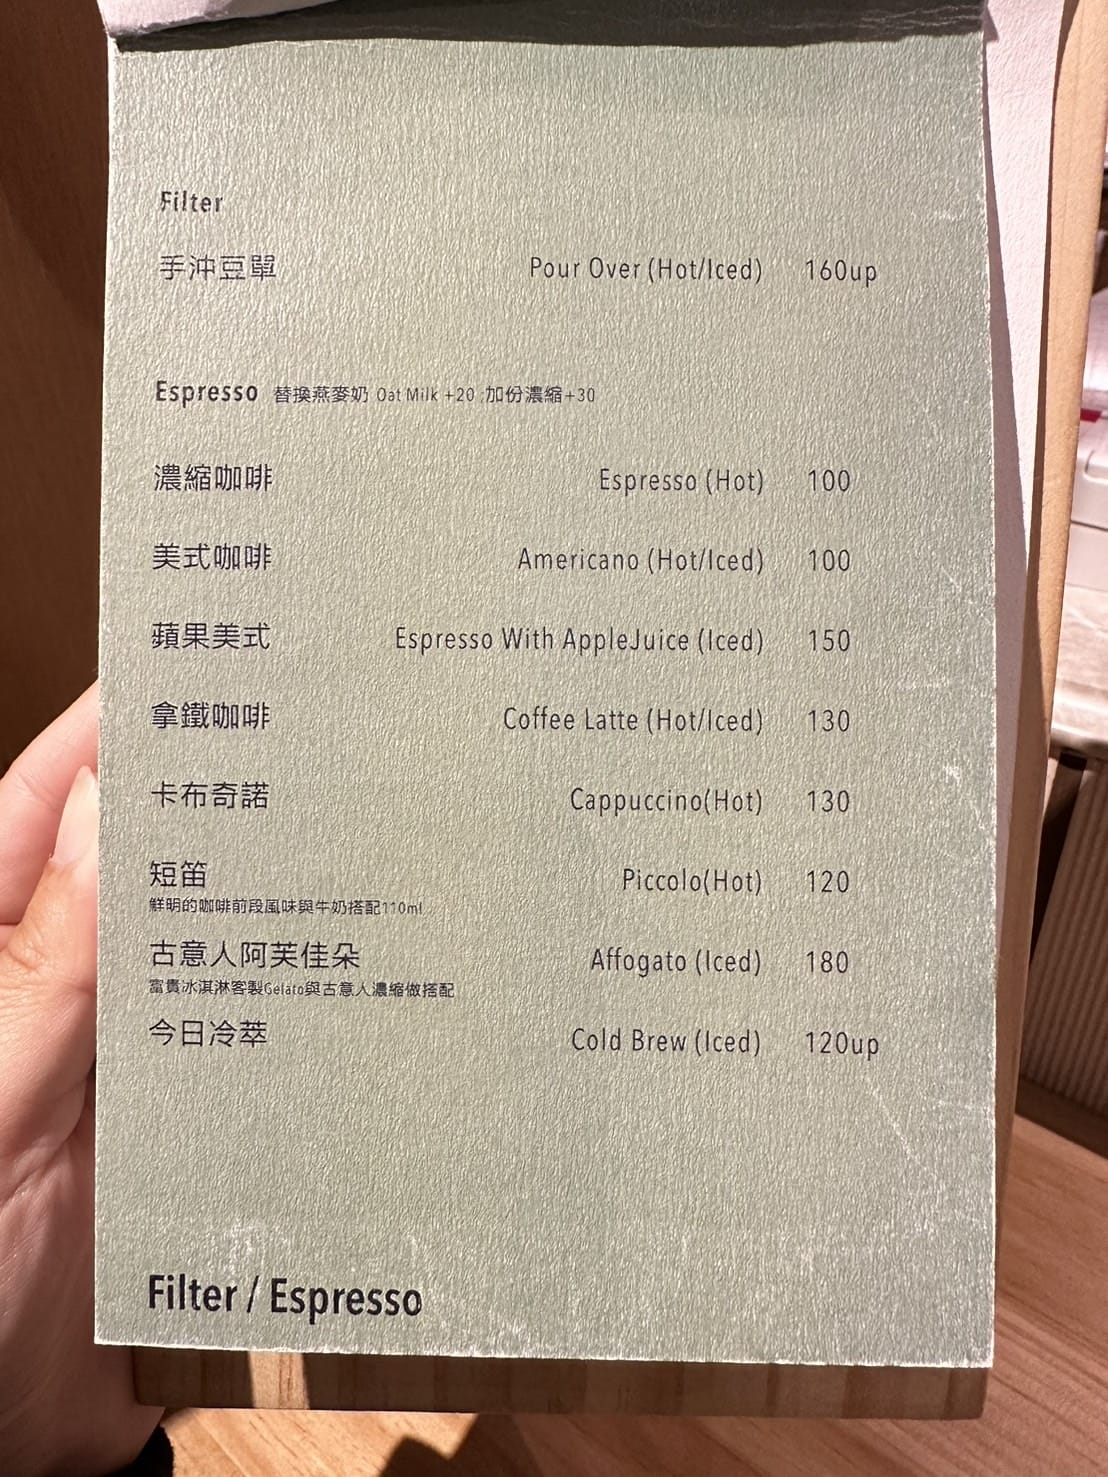 Filter
手沖豆單 Pour Over (Hot/Iced) 160up
Espresso 替換燕麥奶 Oat Milk +20 ;加份濃縮+30
濃縮咖啡 Espresso (Hot) 100
美式咖啡 Americano (Hot/Iced) 100
蘋果美式 Espresso With AppleJuice (Iced) 150
拿鐵咖啡 Coffee Latte (Hot/Iced) 130
卡布奇諾 Cappuccino(Hot) 130
短笛 Piccolo(Hot) 120
鮮明的咖啡前段風味與牛奶搭配110ml
古意人阿芙佳朵 Affogato (Iced) 180
富貴冰淇淋客製Gelato與古意人濃縮做搭配
今日冷萃 Cold Brew (Iced) 120up
Filter / Espresso